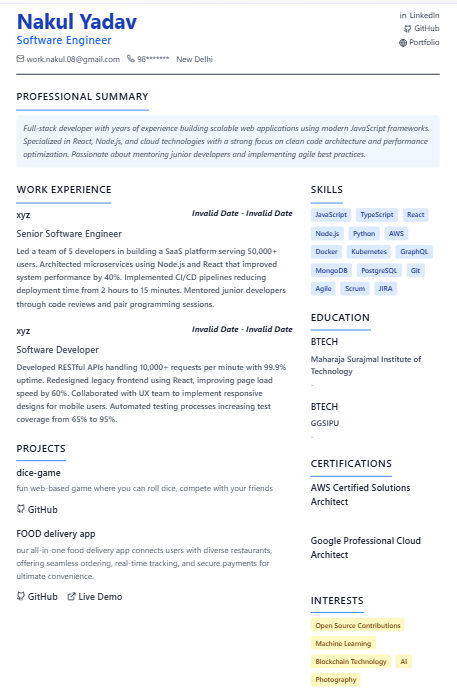 Nakul Yadav
Software Engineer
work.nakul.08@gmail.com 98******* New Delhi
in LinkedIn
GitHub
Portfolio
PROFESSIONAL SUMMARY
Full-stack developer with years of experience building scalable web applications using modern JavaScript frameworks.
Specialized in React, Node.js, and cloud technologies with a strong focus on clean code architecture and performance
optimization. Passionate about mentoring junior developers and implementing agile best practices.
WORK EXPERIENCE
xyz Invalid Date - Invalid Date
Senior Software Engineer
Led a team of 5 developers in building a SaaS platform serving 50,000+
users. Architected microservices using Node.js and React that improved
system performance by 40%. Implemented CI/CD pipelines reducing
deployment time from 2 hours to 15 minutes. Mentored junior developers
through code reviews and pair programming sessions.
xyz Invalid Date - Invalid Date
Software Developer
Developed RESTful APIs handling 10,000+ requests per minute with 99.9%
uptime. Redesigned legacy frontend using React, improving page load
speed by 60%. Collaborated with UX team to implement responsive
designs for mobile users. Automated testing processes increasing test
coverage from 65% to 95%.
PROJECTS
dice-game
fun web-based game where you can roll dice, compete with your friends
GitHub
FOOD delivery app
our all-in-one food delivery app connects users with diverse restaurants,
offering seamless ordering, real-time tracking, and secure payments for
ultimate convenience.
GitHub Live Demo
SKILLS
JavaScript TypeScript React
Node.js Python AWS
Docker Kubernetes GraphQL
MongoDB PostgreSQL Git
Agile Scrum JIRA
EDUCATION
BTECH
Maharaja Surajmal Institute of
Technology
BTECH
GGSIPU
CERTIFICATIONS
AWS Certified Solutions
Architect
Google Professional Cloud
Architect
INTERESTS
Open Source Contributions
Machine Learning
Blockchain Technology AI
Photography